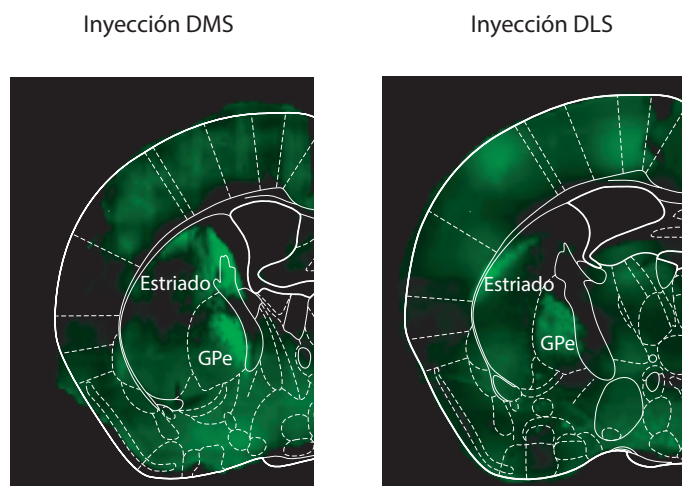 Inyección DMS
Inyección DLS
Estriado
GPe
Estriado
GPe